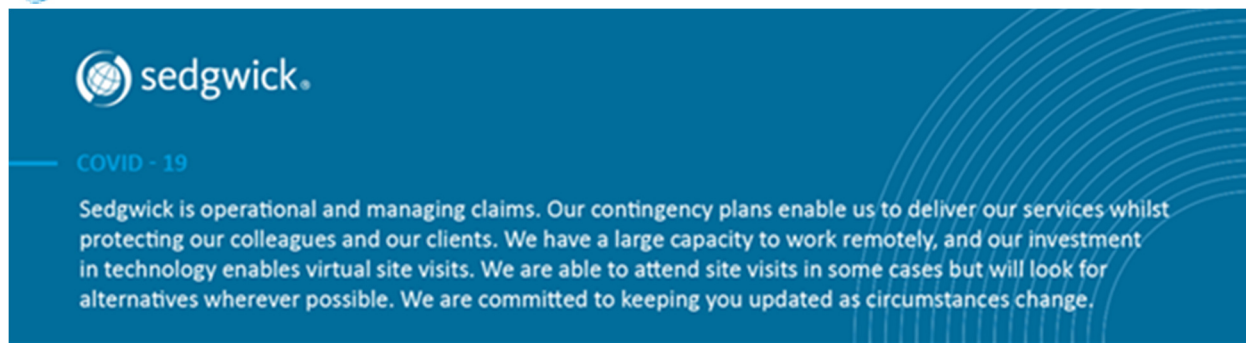 sedgwick®
COVID - 19
Sedgwick is operational and managing claims. Our contingency plans enable us to deliver our services whilst
protecting our colleagues and our clients. We have a large capacity to work remotely, and our investment
in technology enables virtual site visits. We are able to attend site visits in some cases but will look for
alternatives wherever possible. We are committed to keeping you updated as circumstances change.